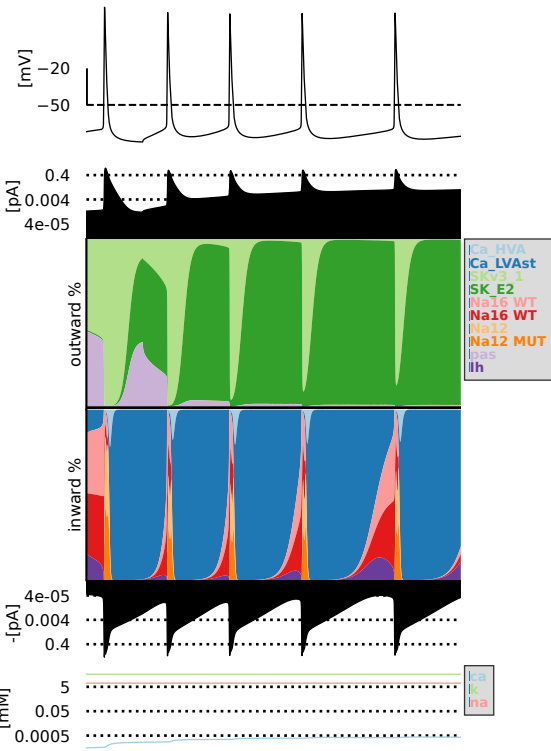 [mV]
−20
−50
[pA]
0.4
0.004
4e-05
outward %
Ca_HVA
Ca_LVAst
SKv3_1
SK_E2
Na16 WT
Na16 WT
Na12
Na12 MUT
pas
Ih
inward %
-[pA]
4e-05
0.004
0.4
[mM]
5
0.05
0.0005
ca
k
na